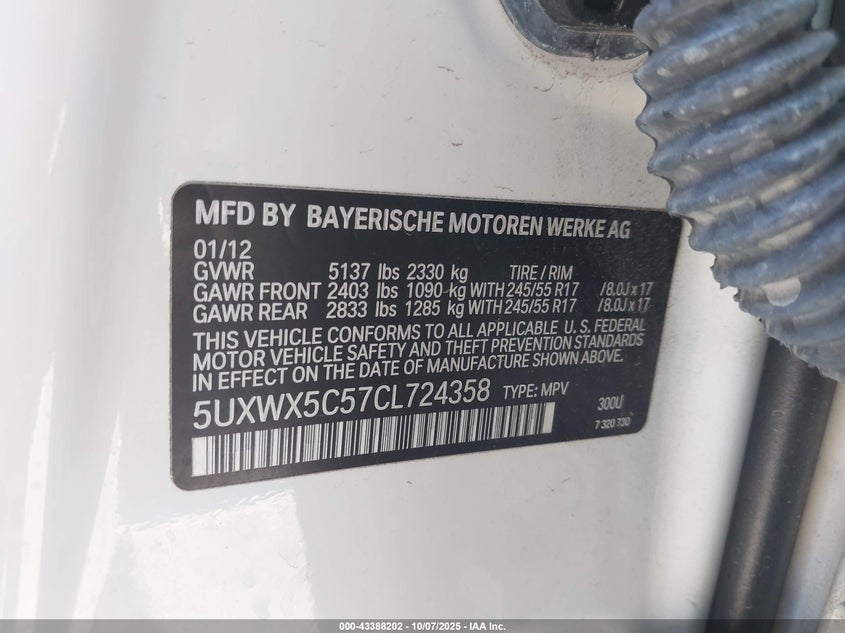 MFD BY BAYERISCHE MOTOREN WERKE AG
01/12
GVWR 5137 lbs 2330 kg TIRE / RIM
GAWR FRONT 2403 lbs 1090 kg WITH 245/55 R17 /8.0J x 17
GAWR REAR 2833 lbs 1285 kg WITH 245/55 R17 /8.0J x 17
THIS VEHICLE CONFORMS TO ALL APPLICABLE U. S. FEDERAL
MOTOR VEHICLE SAFETY AND THEFT PREVENTION STANDARDS
IN EFFECT ON THE DATE OF MANUFACTURE SHOWN ABOVE.
5UXWX5C57CL724358 TYPE: MPV 300U
7 320 730
000-43388202 - 10/07/2025 - IAA Inc.